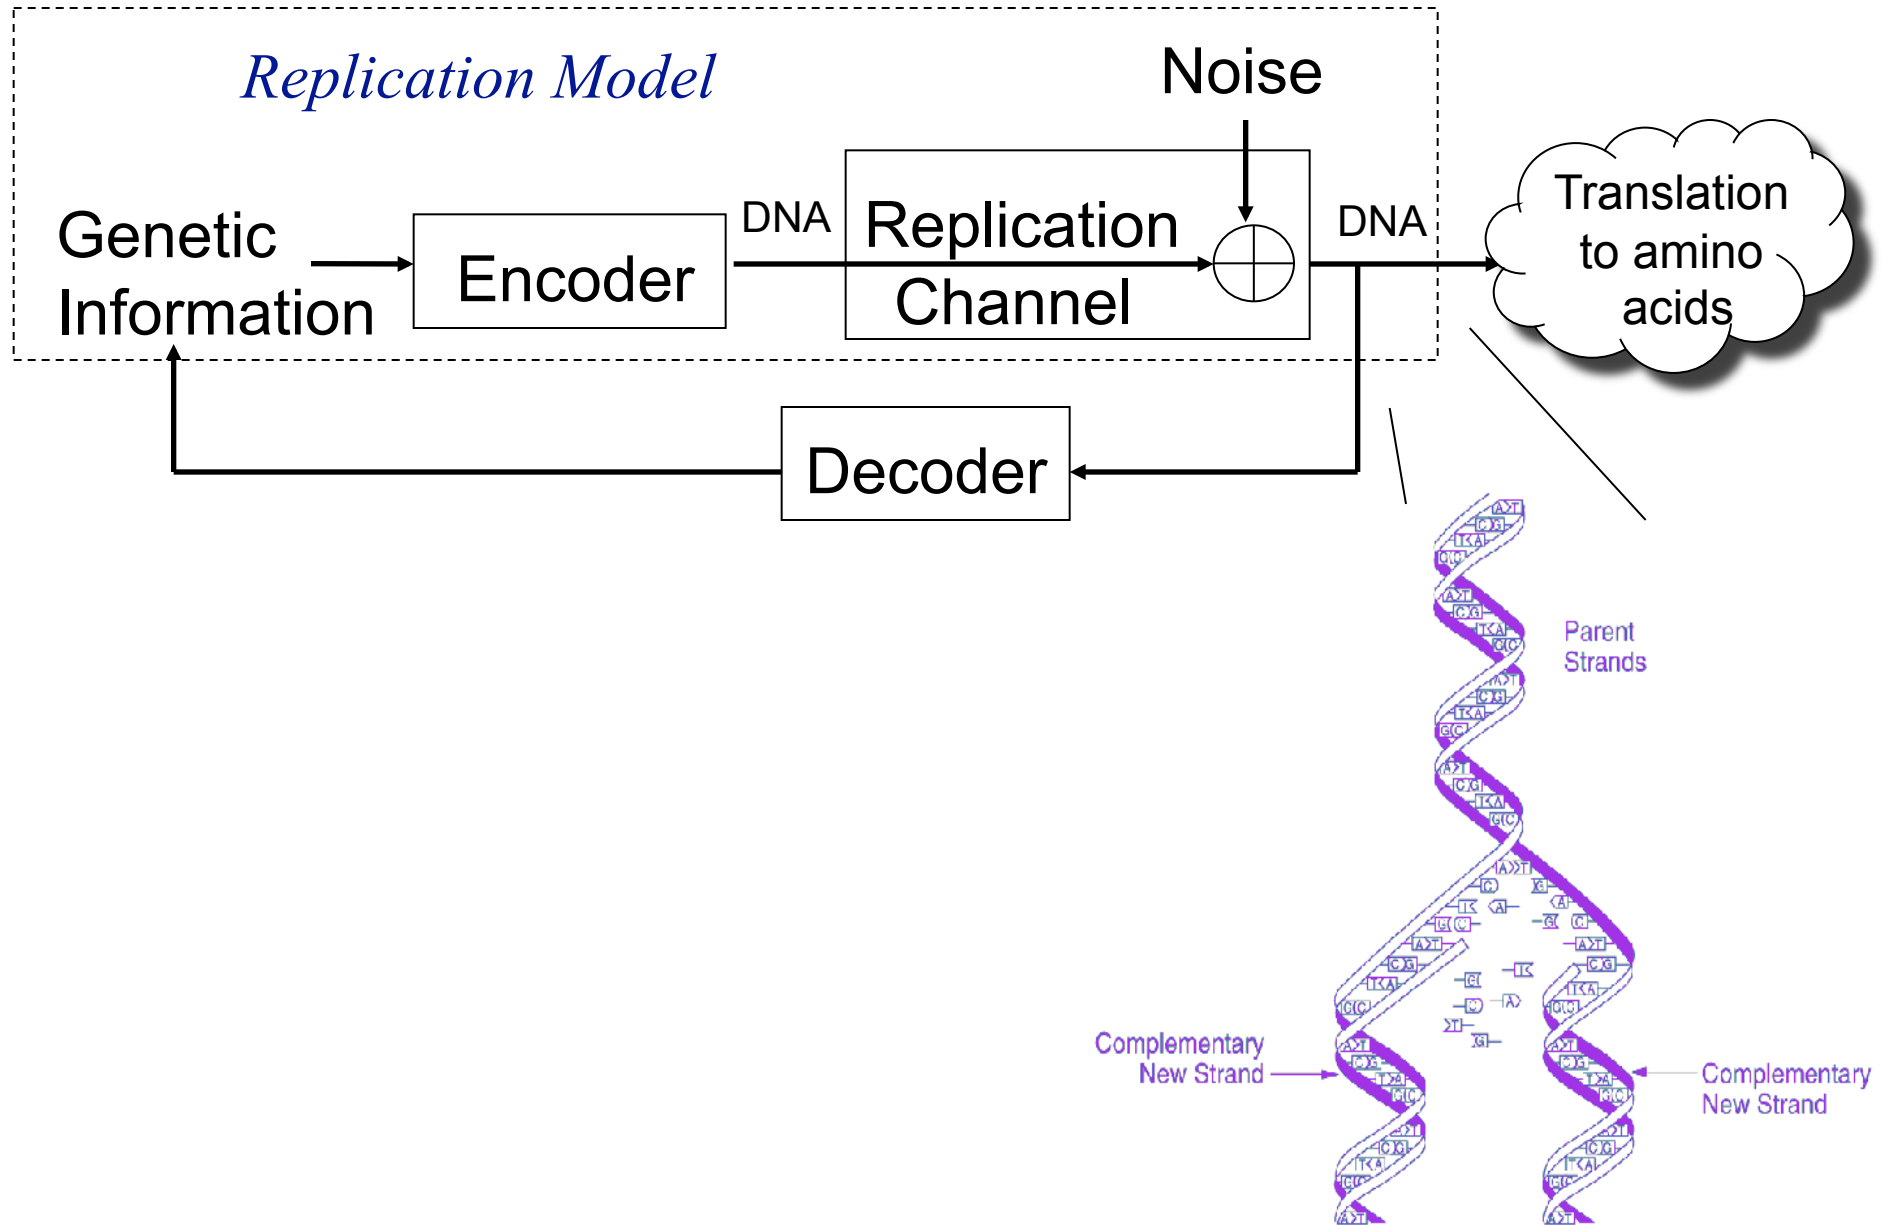 Replication Model
Noise
Genetic
Information
Encoder
DNA
Replication
Channel
DNA
Translation
to amino
acids
Decoder
Parent
Strands
A T
C G
T A
G C
A T
C G
T A
G C
A T
C G
T A
G C
A T
C G
T A
G C
A T
C G
T A
A
G C
G C
A T
A T
C G
C G
T
T A
G
T A
C A
G C
G C
T
G
Complementary
New Strand
A T
C G
T A
G C
A T
C G
T A
G C
A T
A T
C G
T A
G C
A T
C G
T A
G C
A T
Complementary
New Strand